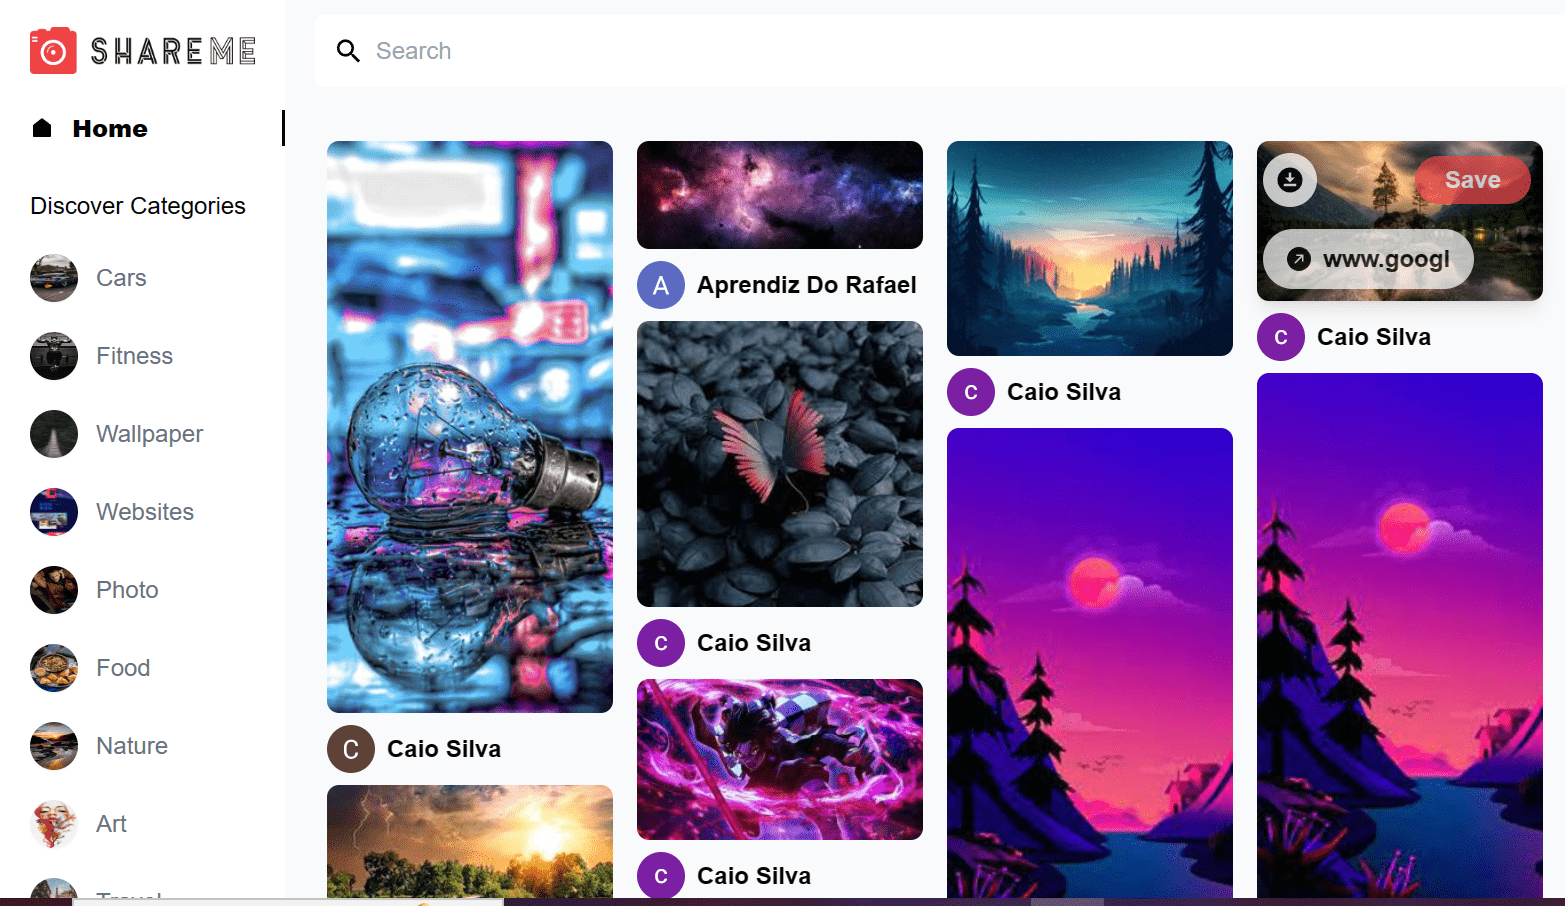 SHAREME
Search
Home
Discover Categories
Cars
Fitness
Wallpaper
Websites
Photo
Food
Nature
Art
Travel
C Caio Silva
A Aprendiz Do Rafael
C Caio Silva
C Caio Silva
C Caio Silva
Save
www.googl
C Caio Silva